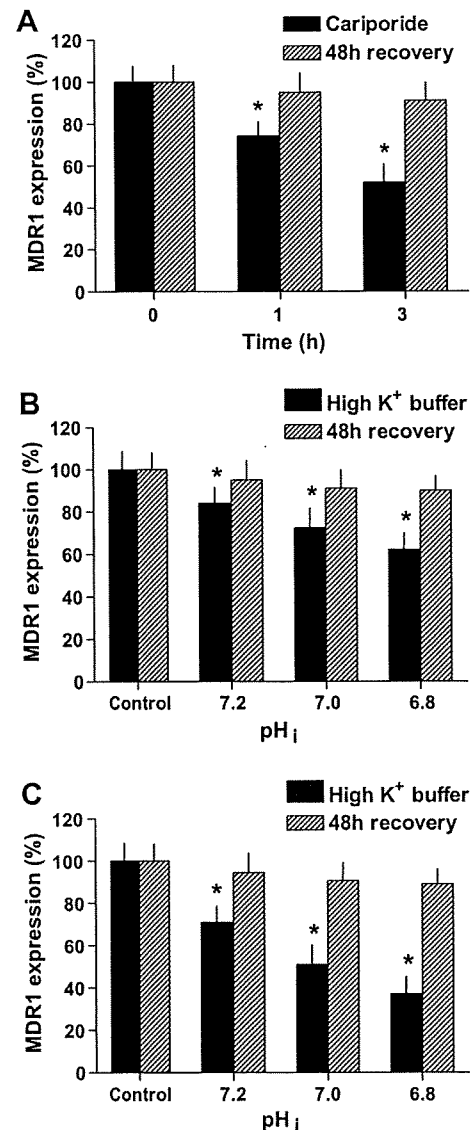 A
Cariporide
48h recovery
MDR1 expression (%)
120
100
80
60
40
20
0
*
*
0
1
3
Time (h)
B
High K+ buffer
48h recovery
MDR1 expression (%)
120
100
80
60
40
20
0
*
*
*
Control
7.2
7.0
6.8
pH i
C
High K+ buffer
48h recovery
MDR1 expression (%)
120
100
80
60
40
20
0
*
*
*
Control
7.2
7.0
6.8
pH i